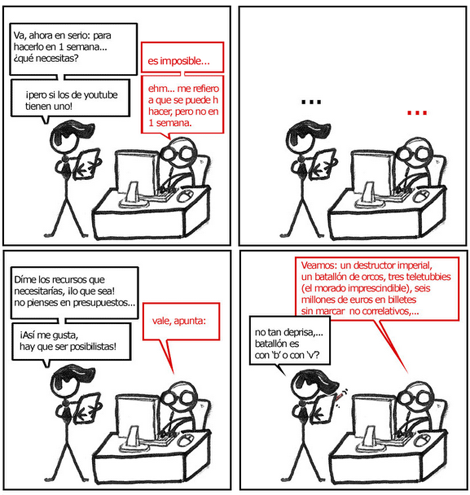 Va, ahora en serio: para
hacerlo en 1 semana...
¿qué necesitas?
es imposible...
¡pero si los de youtube
tienen uno!
ehm... me refiero
a que se puede h
hacer, pero no en
1 semana.
...
...
Díme los recursos que
necesitarías, ¡lo que sea!
no pienses en presupuestos...
vale, apunta:
¡Así me gusta,
hay que ser posibilistas!
Veamos: un destructor imperial,
un batallón de orcos, tres teletubbies
(el morado imprescindible), seis
millones de euros en billetes
sin marcar no correlativos,...
no tan deprisa,...
batallón es
con 'b' o con 'v'?